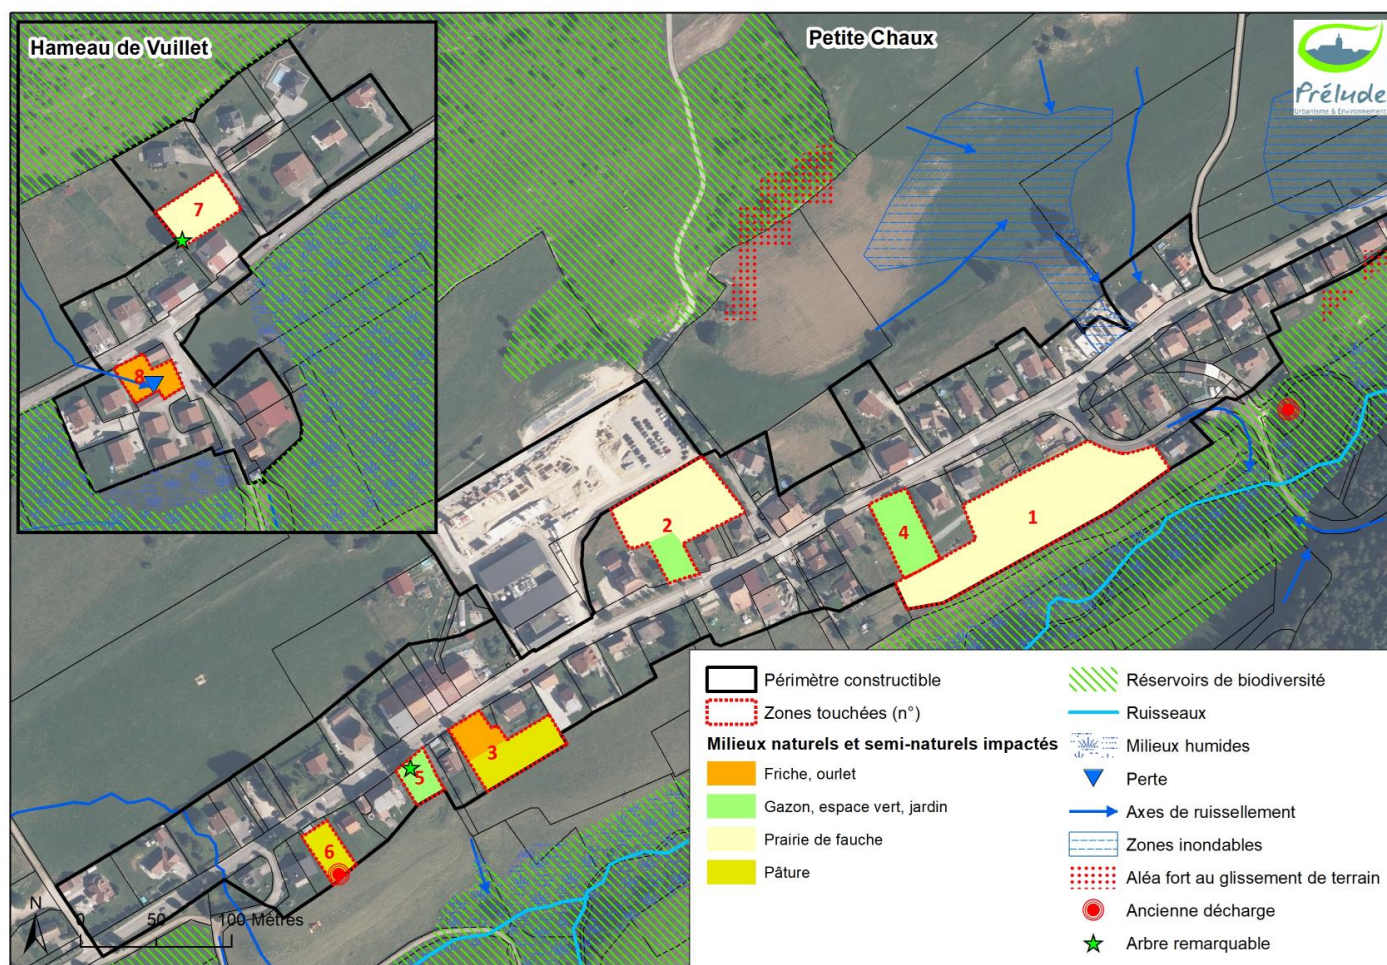 Hameau de Vuillet
Petite Chaux
Prélude
Urbanisme & Environnement
7
8
2
4
1
3
5
6
N
0 50 100 Mètres
Périmètre constructible
Zones touchées (n°)
Milieux naturels et semi-naturels impactés
Friche, ourlet
Gazon, espace vert, jardin
Prairie de fauche
Pâture
Réservoirs de biodiversité
Ruisseaux
Milieux humides
Perte
Axes de ruissellement
Zones inondables
Aléa fort au glissement de terrain
Ancienne décharge
Arbre remarquable